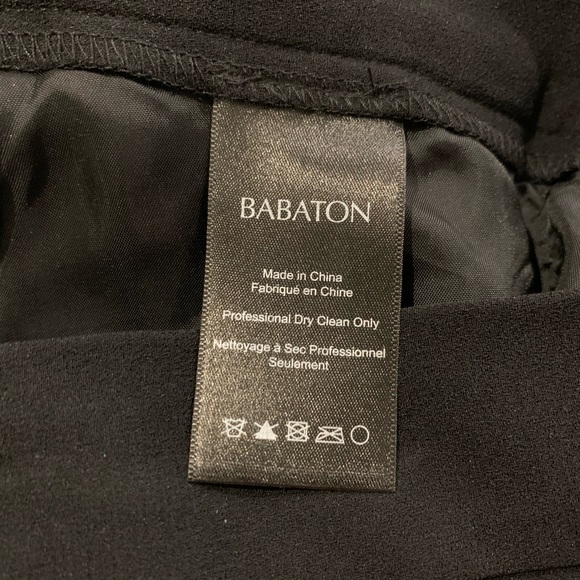 BABATON
Made in China
Fabriqué en Chine
Professional Dry Clean Only
Nettoyage à Sec Professionnel
Seulement